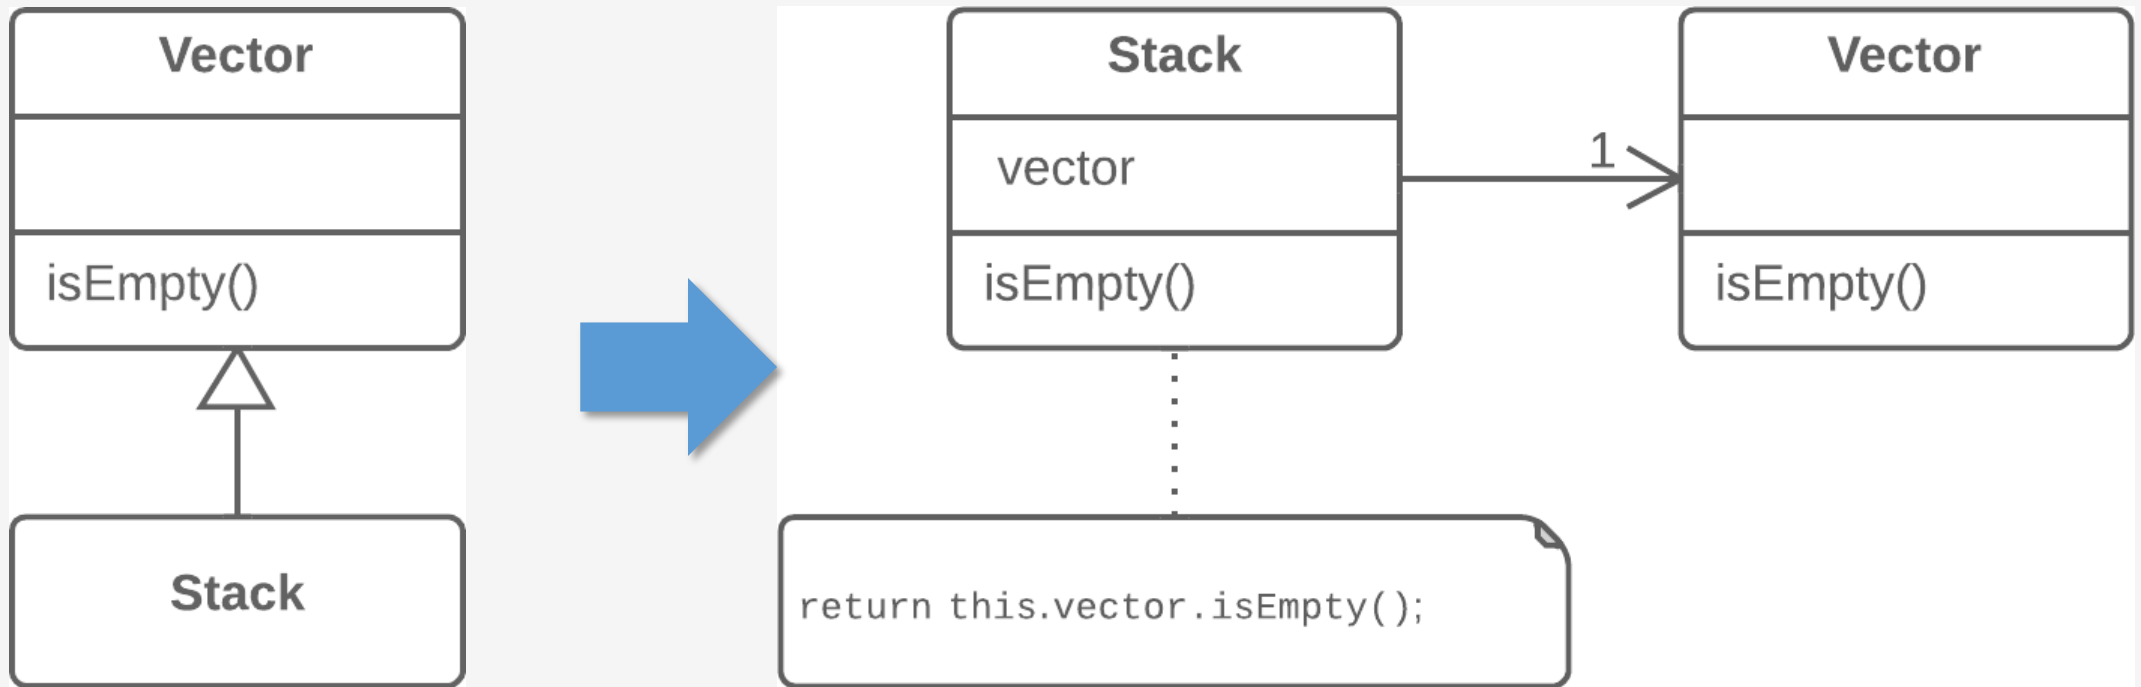 Vector
isEmpty()
Stack
Stack
vector
isEmpty()
1
Vector
isEmpty()
return this.vector.isEmpty();